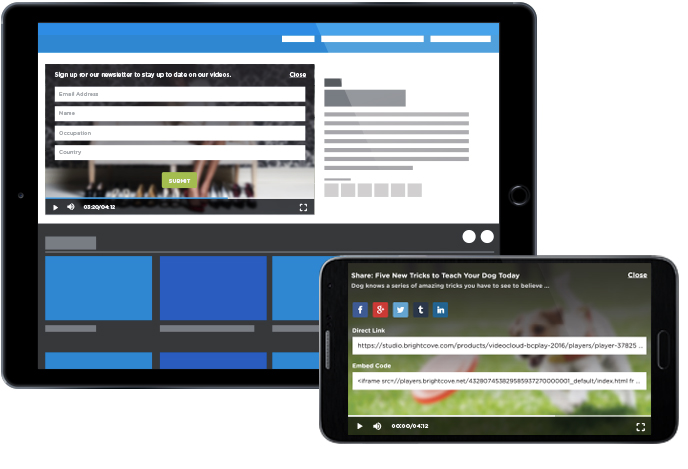 Sign up for our newsletter to stay up to date on our videos.
Close
Email Address
Name
Occupation
Country
SUBMIT
03:20/04:12
Share: Five New Tricks to Teach Your Dog Today
Close
Dog knows a series of amazing tricks you have to see to believe ...
Direct Link
https://studio.brightcove.com/products/videocloud-bcplay-2016/players/player-37825 ...
Embed Code
<iframe src=//players.brightcove.net/4328074538295859372700000001_default/index.html fr ...
00:00/04:12